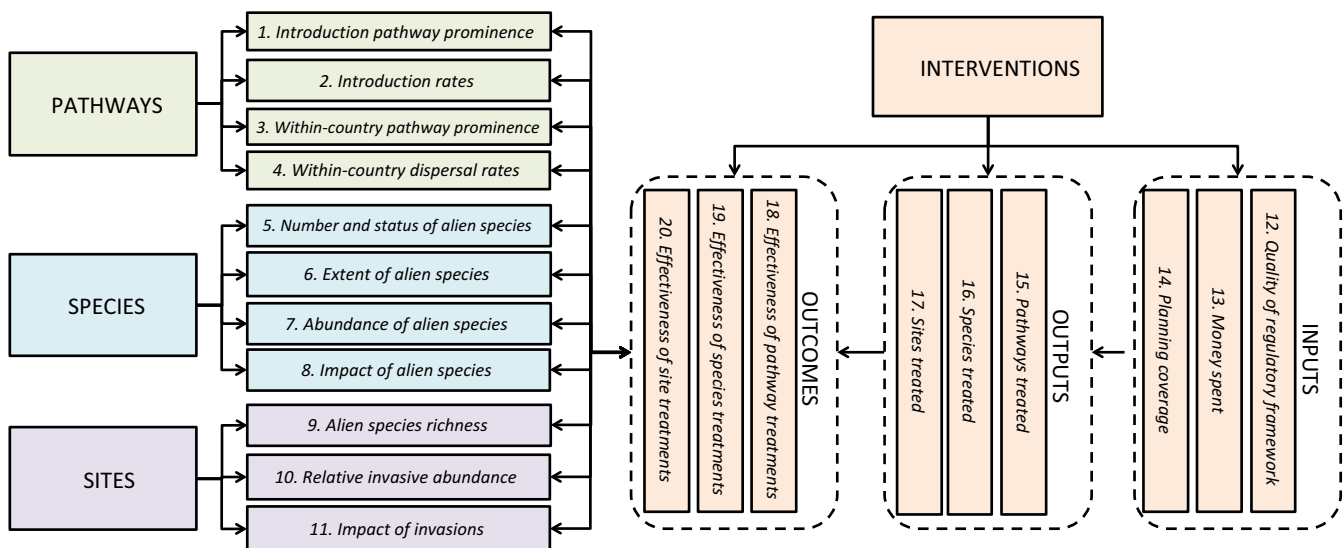 PATHWAYS
1. Introduction pathway prominence
2. Introduction rates
3. Within-country pathway prominence
4. Within-country dispersal rates
SPECIES
5. Number and status of alien species
6. Extent of alien species
7. Abundance of alien species
8. Impact of alien species
SITES
9. Alien species richness
10. Relative invasive abundance
11. Impact of invasions
INTERVENTIONS
OUTCOMES
18. Effectiveness of pathway treatments
19. Effectiveness of species treatments
20. Effectiveness of site treatments
OUTPUTS
15. Pathways treated
16. Species treated
17. Sites treated
INPUTS
12. Quality of regulatory framework
13. Money spent
14. Planning coverage